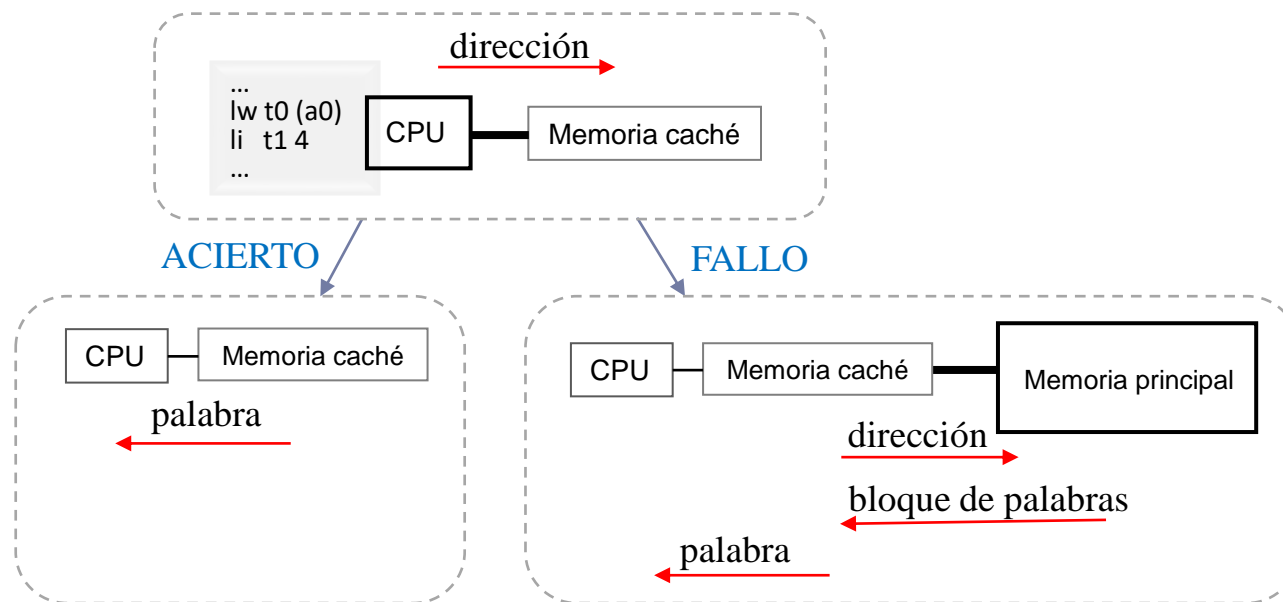 dirección
...
lw t0 (a0)
li t1 4
...
CPU
Memoria caché
ACIERTO
FALLO
CPU
Memoria caché
palabra
CPU
Memoria caché
Memoria principal
dirección
bloque de palabras
palabra